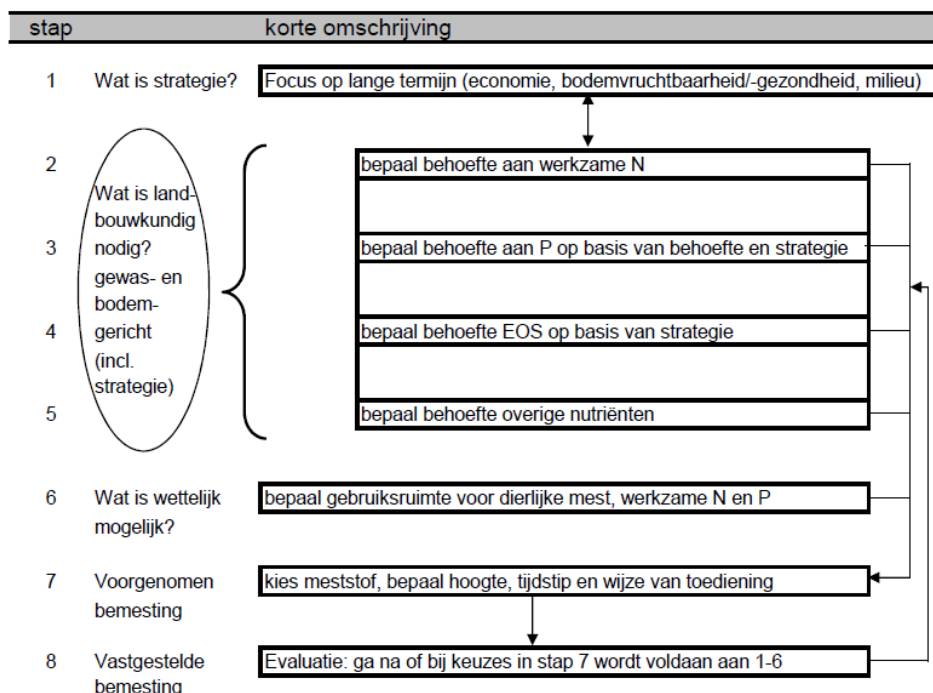 stap korte omschrijving
1 Wat is strategie? Focus op lange termijn (economie, bodemvruchtbaarheid/-gezondheid, milieu)
2 bepaal behoefte aan werkzame N
Wat is land-
bouwkundig
nodig?
3 bepaal behoefte aan P op basis van behoefte en strategie
gewas- en
bodem-
gericht
4 bepaal behoefte EOS op basis van strategie
(incl.
strategie)
5 bepaal behoefte overige nutriënten
6 Wat is wettelijk bepaal gebruiksruimte voor dierlijke mest, werkzame N en P
mogelijk?
7 Voorgenomen kies meststof, bepaal hoogte, tijdstip en wijze van toediening
bemesting
8 Vastgestelde Evaluatie: ga na of bij keuzes in stap 7 wordt voldaan aan 1-6
bemesting